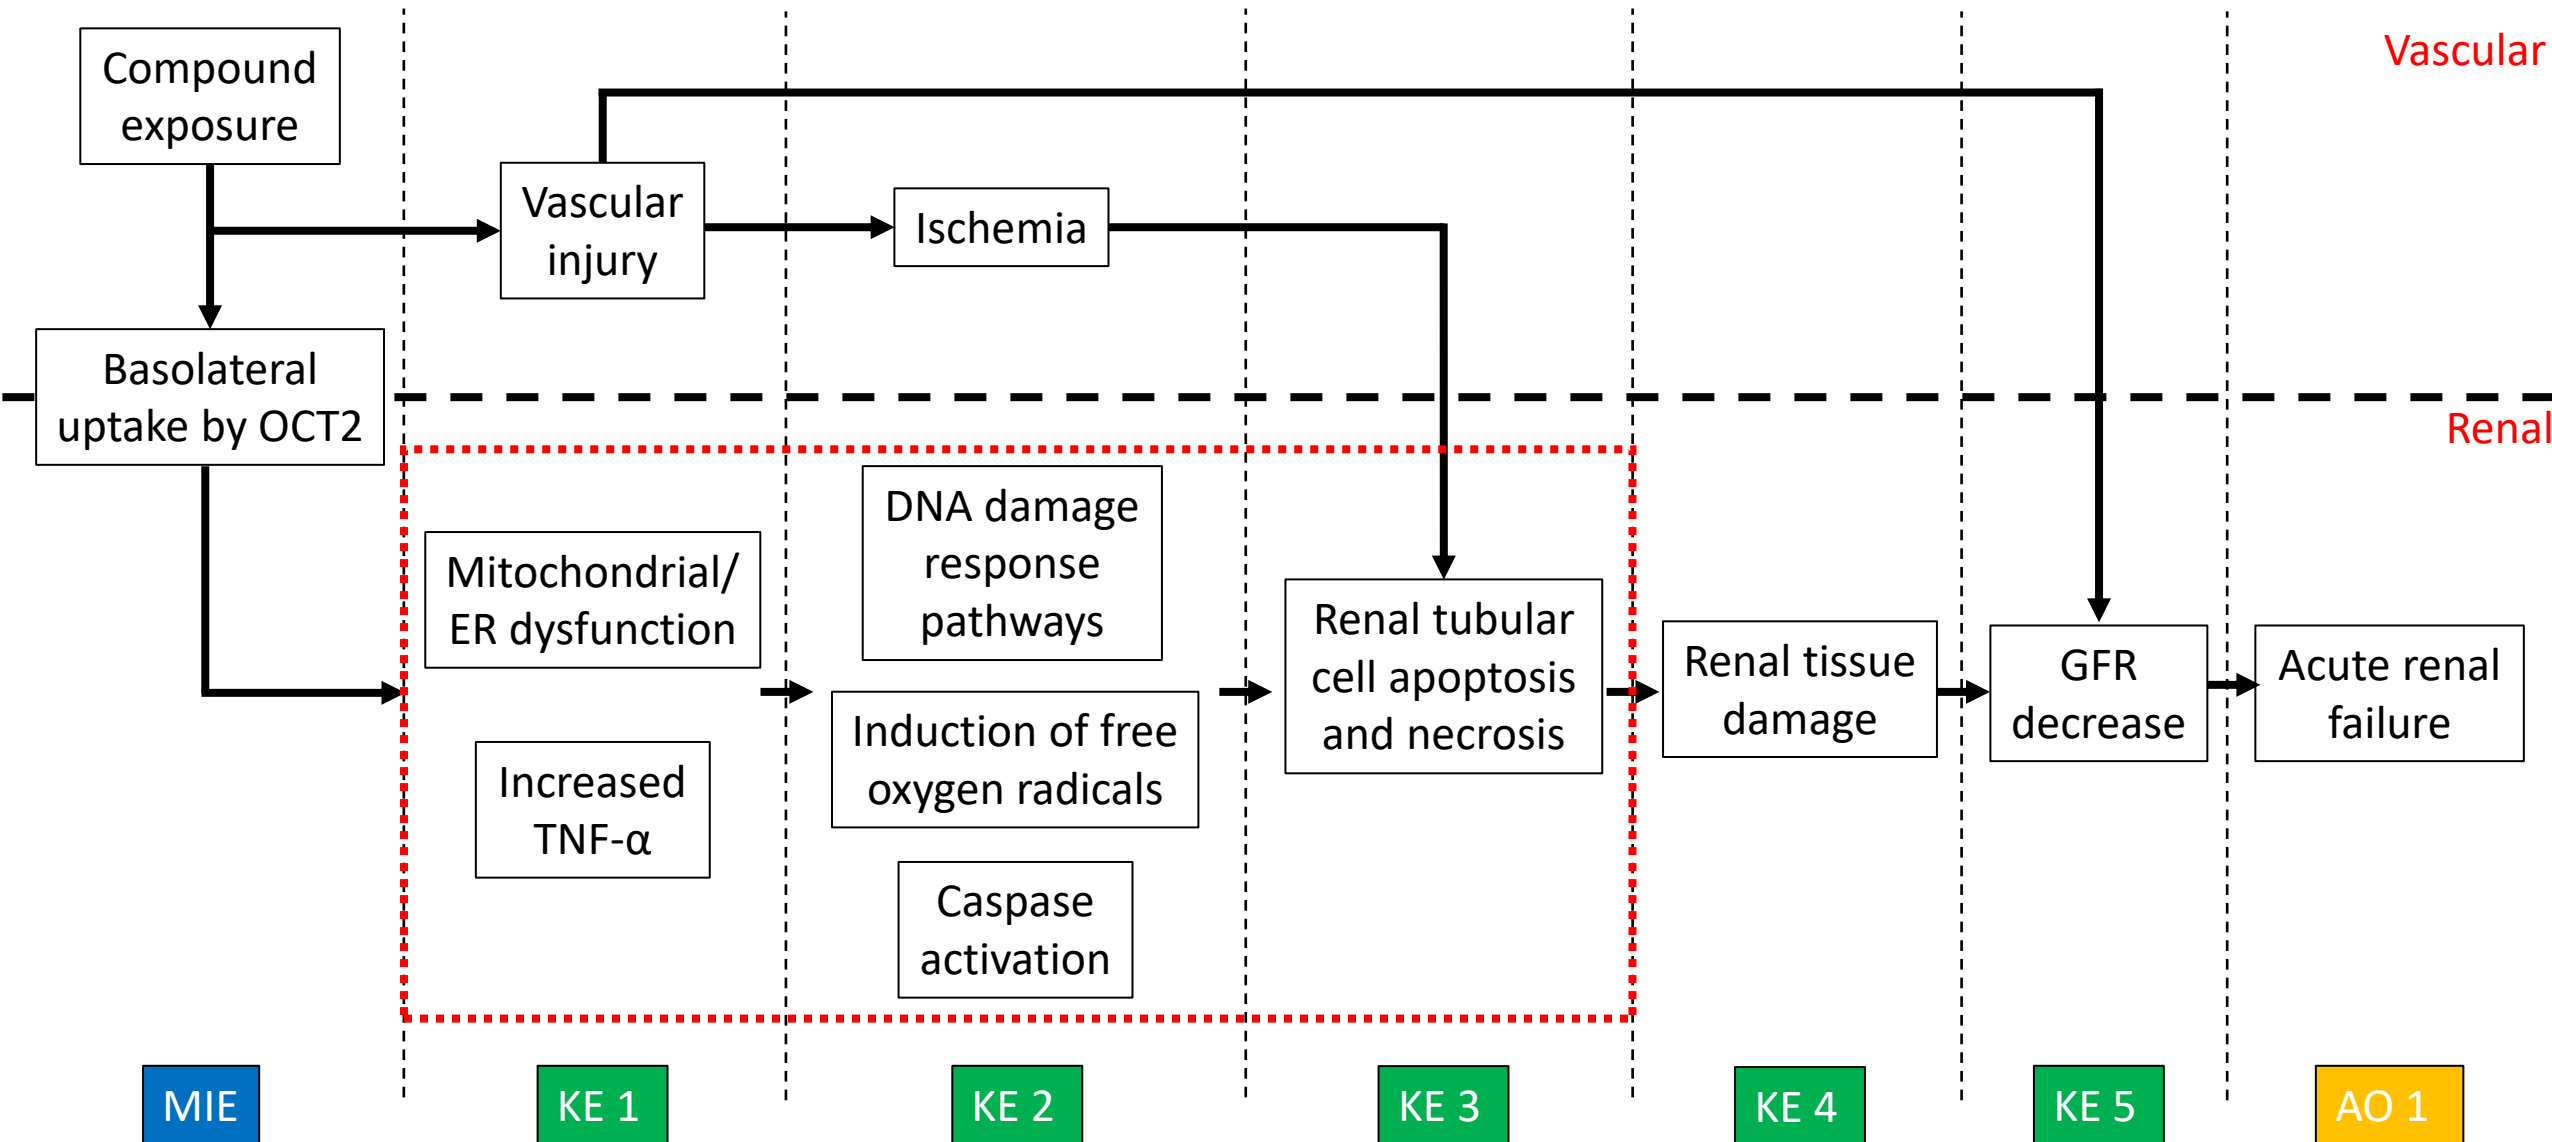 Compound
exposure
Vascular
Vascular
injury
Ischemia
Basolateral
uptake by OCT2
Renal
Mitochondrial/
ER dysfunction
Increased
TNF-α
DNA damage
response
pathways
Induction of free
oxygen radicals
Caspase
activation
Renal tubular
cell apoptosis
and necrosis
Renal tissue
damage
GFR
decrease
Acute renal
failure
MIE
KE 1
KE 2
KE 3
KE 4
KE 5
AO 1